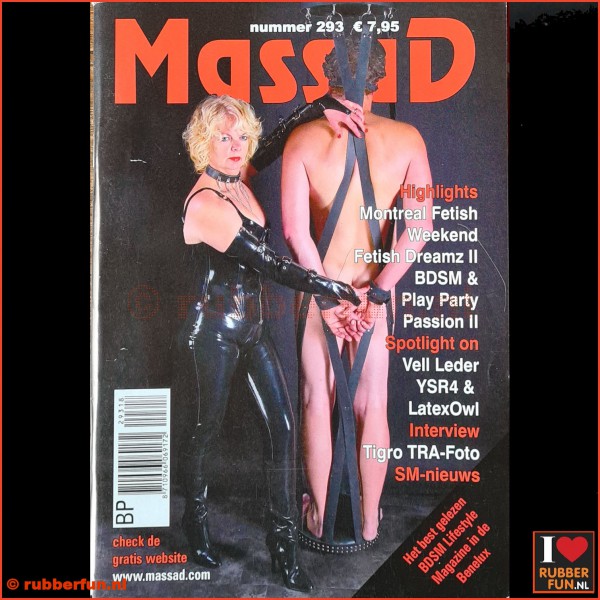 nummer 293 € 7,95
MassaD
Highlights
Montreal Fetish
Weekend
Fetish Dreamz II
BDSM &
Play Party
Passion II
Spotlight on
Vell Leder
YSR4 &
LatexOwl
Interview
Tigro TRA-Foto
SM-nieuws
Het best gelezen
BDSM Lifestyle
Magazine in de
Benelux
29318
8710966069172
BP
check de
gratis website
www.massad.com
© rubberfun.nl
I
RUBBER
FUN.NL